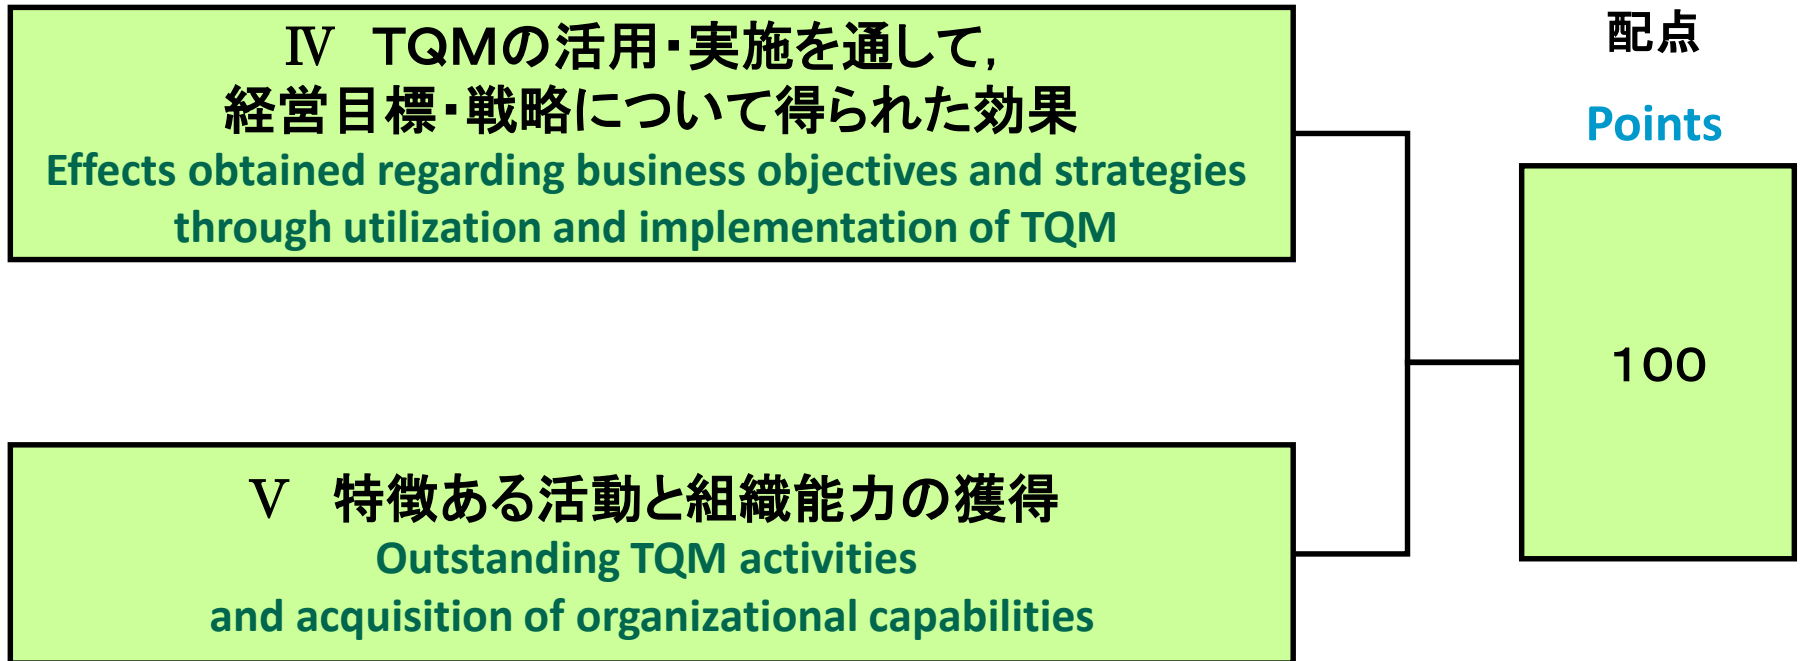 Ⅳ ТQMの活用・実施を通して,
経営目標・戦略について得られた効果
Effects obtained regarding business objectives and strategies
through utilization and implementation of TQM
配点
Points
100
Ⅴ 特徴ある活動と組織能力の獲得
Outstanding TQM activities
and acquisition of organizational capabilities